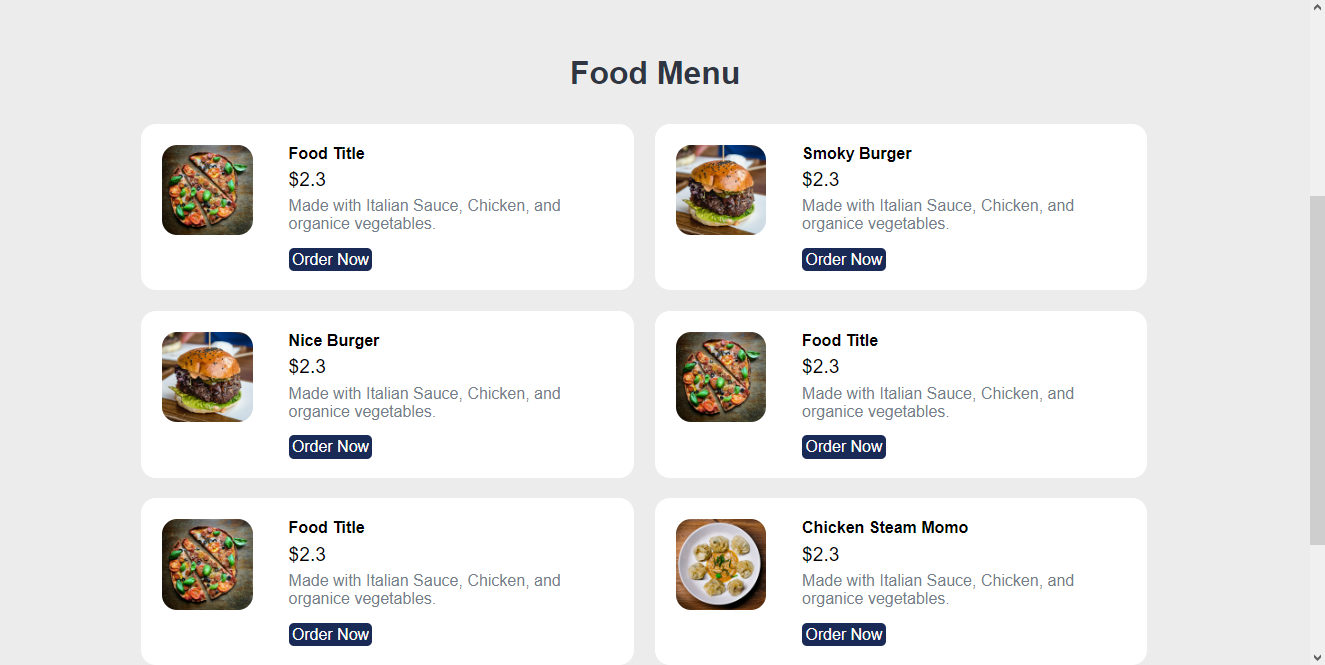 Food Menu
Food Title
$2.3
Made with Italian Sauce, Chicken, and
organice vegetables.
Order Now
Smoky Burger
$2.3
Made with Italian Sauce, Chicken, and
organice vegetables.
Order Now
Nice Burger
$2.3
Made with Italian Sauce, Chicken, and
organice vegetables.
Order Now
Food Title
$2.3
Made with Italian Sauce, Chicken, and
organice vegetables.
Order Now
Food Title
$2.3
Made with Italian Sauce, Chicken, and
organice vegetables.
Order Now
Chicken Steam Momo
$2.3
Made with Italian Sauce, Chicken, and
organice vegetables.
Order Now